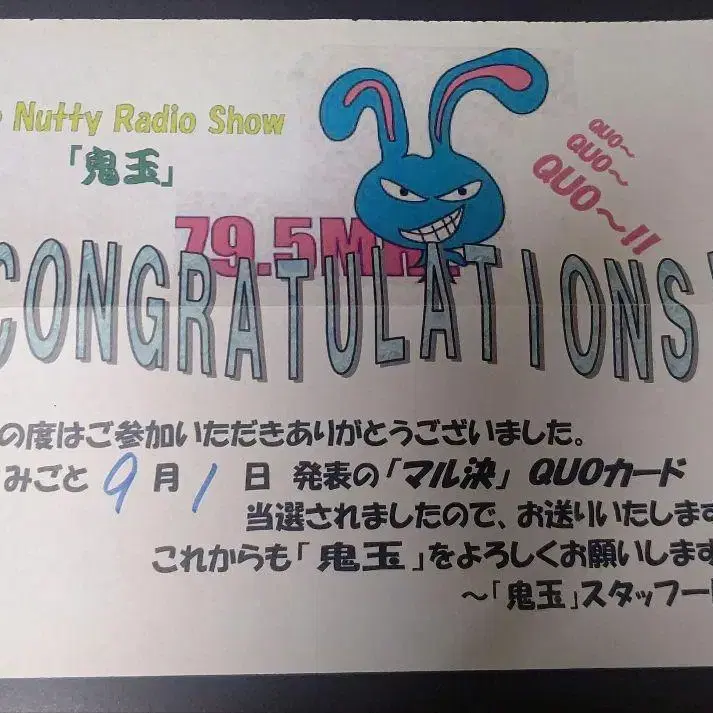 Nutty Radio Show
「鬼玉」
QUO〜
QUO〜
QUO〜!!
79.5MHz
CONGRATULATIONS
の度はご参加いただきありがとうございました。
みごと 9月1日 発表の「マル決」 QUOカード
当選されましたので、お送りいたします
これからも「鬼玉」をよろしくお願いします
〜「鬼玉」スタッフ一同